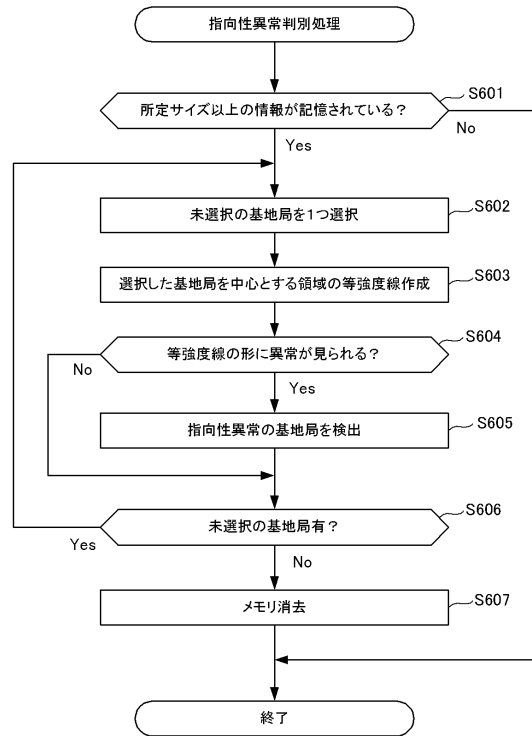 指向性異常判別処理
所定サイズ以上の情報が記憶されている？
S601
No
Yes
未選択の基地局を1つ選択
S602
選択した基地局を中心とする領域の等強度線作成
S603
等強度線の形に異常が見られる？
S604
No
Yes
指向性異常の基地局を検出
S605
未選択の基地局有？
S606
Yes
No
メモリ消去
S607
終了